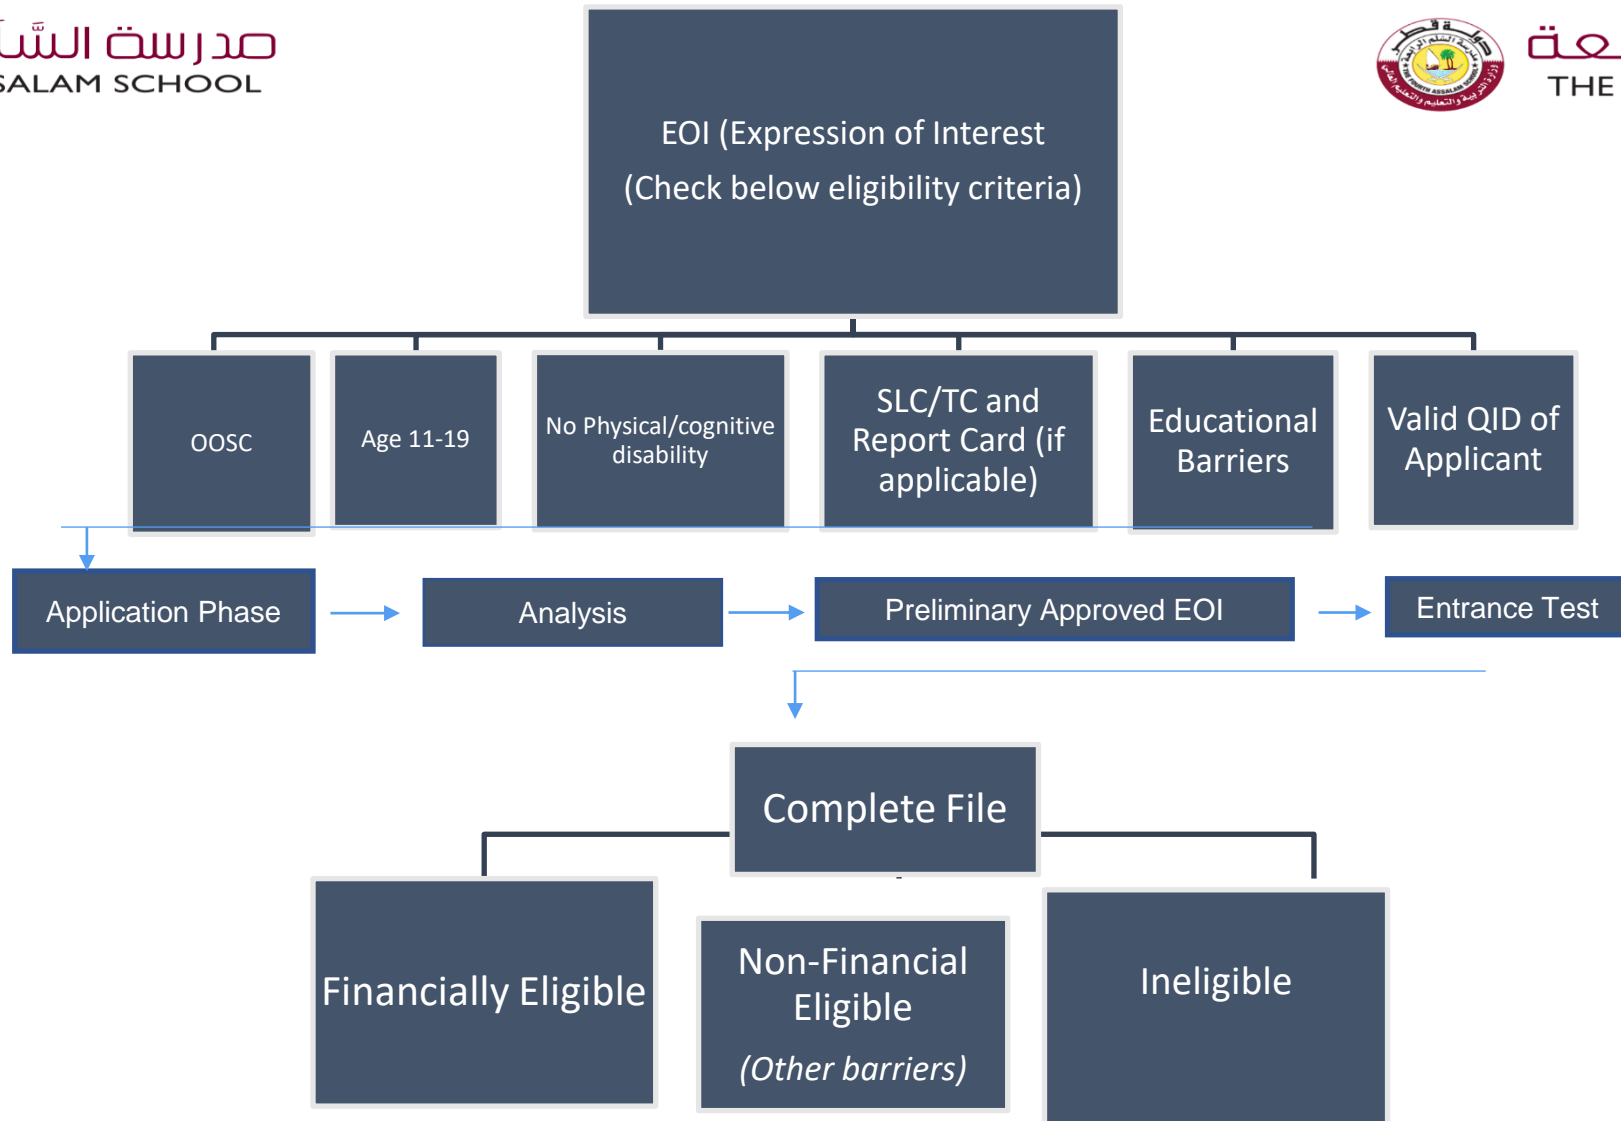 مدرسة
SALAM SCHOOL
THE
EOI (Expression of Interest
(Check below eligibility criteria)
OOSC
Age 11-19
No Physical/cognitive
disability
SLC/TC and
Report Card (if
applicable)
Educational
Barriers
Valid QID of
Applicant
Application Phase
Analysis
Preliminary Approved EOI
Entrance Test
Complete File
Financially Eligible
Non-Financial
Eligible
(Other barriers)
Ineligible